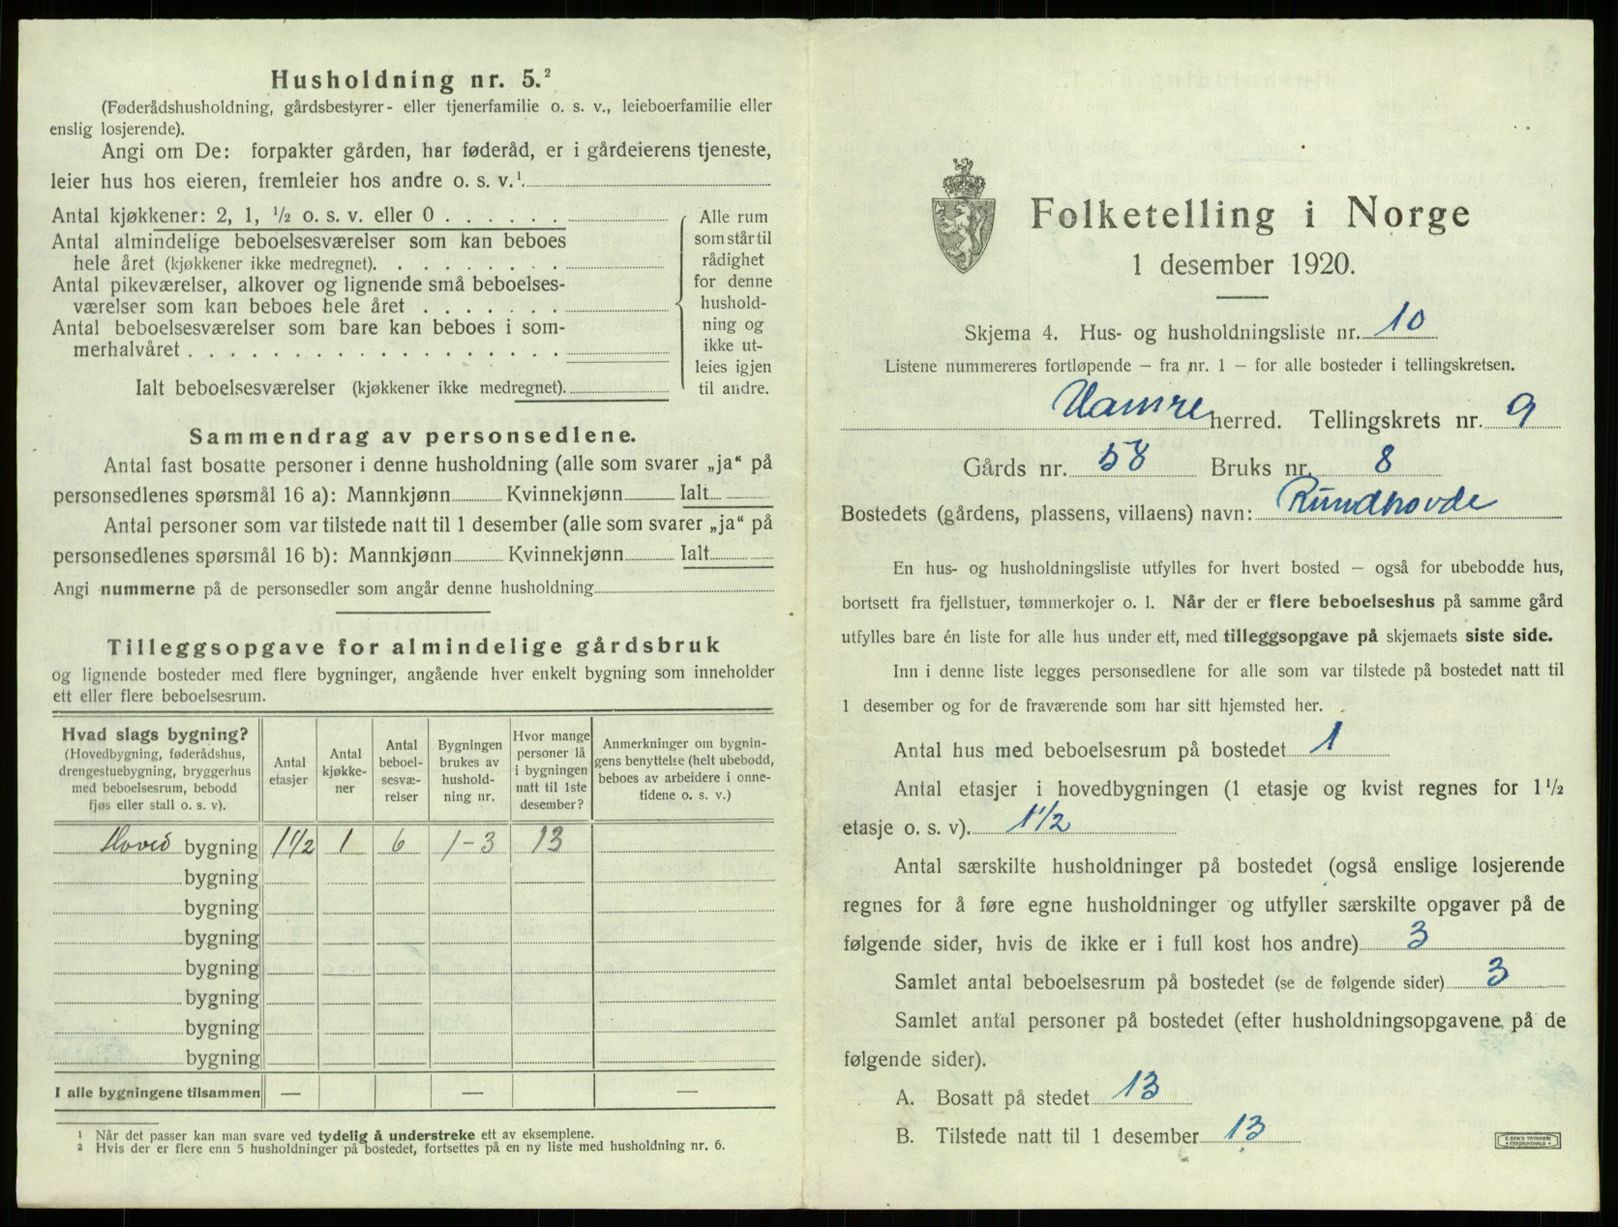 Husholdning nr. 5.²
(Føderådshusholdning, gårdsbestyrer- eller tjenerfamilie o. s. v., leieboerfamilie eller
enslig losjerende).
Angi om De: forpakter gården, har føderåd, er i gårdeierens tjeneste,
leier hus hos eieren, fremleier hos andre o. s. v.¹
Antal kjøkkener: 2, 1, ½ o. s. v. eller 0
Antal almindelige beboelsesværelser som kan beboes
hele året (kjøkkener ikke medregnet).
Antal pikeværelser, alkover og lignende små beboelses-
værelser som kan beboes hele året
Antal beboelsesværelser som bare kan beboes i som-
merhalvåret
Ialt beboelsesværelser (kjøkkener ikke medregnet).
Alle rum
som står til
rådighet
for denne
hushold-
ning og
ikke ut-
leies igjen
til andre.
Sammendrag av personsedlene.
Antal fast bosatte personer i denne husholdning (alle som svarer „ja“ på
personsedlenes spørsmål 16 a): Mannkjønn Kvinnekjønn Ialt
Antal personer som var tilstede natt til 1 desember (alle som svarer „ja“ på
personsedlenes spørsmål 16 b): Mannkjønn Kvinnekjønn Ialt
Angi nummerne på de personsedler som angår denne husholdning
Tilleggsopgave for almindelige gårdsbruk
og lignende bosteder med flere bygninger, angående hver enkelt bygning som inneholder
ett eller flere beboelsesrum.
Hvad slags bygning?
(Hovedbygning, føderådshus,
drengestuebygning, bryggerhus
med beboelsesrum, bebodd
fjøs eller stall o. s. v).
Antal
etasjer
Antal
kjøkke-
ner
Antal
beboel-
sesvæ-
relser
Bygningen
brukes av
hushold-
ning nr.
Hvor mange
personer lå
i bygningen
natt til 1ste
desember?
Anmerkninger om bygnin-
gens benyttelse (helt ubebodd,
beboes av arbeidere i onne-
tidene o. s. v.)
Hoved bygning 1½ 1 6 1-3 13
bygning
bygning
bygning
bygning
bygning
bygning
bygning
I alle bygningene tilsammen — — —
¹ Når det passer kan man svare ved tydelig å understreke ett av eksemplene.
² Hvis der er flere enn 5 husholdninger på bostedet, fortsettes på en ny liste med husholdning nr. 6.
Folketelling i Norge
1 desember 1920.
Skjema 4. Hus- og husholdningsliste nr. 10
Listene nummereres fortløpende — fra nr. 1 — for alle bosteder i tellingskretsen.
Hamre herred. Tellingskrets nr. 9
Gårds nr. 58 Bruks nr. 8
Bostedets (gårdens, plassens, villaens) navn: Rundhovde
En hus- og husholdningsliste utfylles for hvert bosted — også for ubebodde hus,
bortsett fra fjellstuer, tømmerkojer o. l. Når der er flere beboelseshus på samme gård
utfylles bare én liste for alle hus under ett, med tilleggsopgave på skjemaets siste side.
Inn i denne liste legges personsedlene for alle som var tilstede på bostedet natt til
1 desember og for de fraværende som har sitt hjemsted her.
Antal hus med beboelsesrum på bostedet 1
Antal etasjer i hovedbygningen (1 etasje og kvist regnes for 1½
etasje o. s. v). 1½
Antal særskilte husholdninger på bostedet (også enslige losjerende
regnes for å føre egne husholdninger og utfyller særskilte opgaver på de
følgende sider, hvis de ikke er i full kost hos andre) 3
Samlet antal beboelsesrum på bostedet (se de følgende sider) 3
Samlet antal personer på bostedet (efter husholdningsopgavene på de
følgende sider).
A. Bosatt på stedet 13
B. Tilstede natt til 1 desember 13